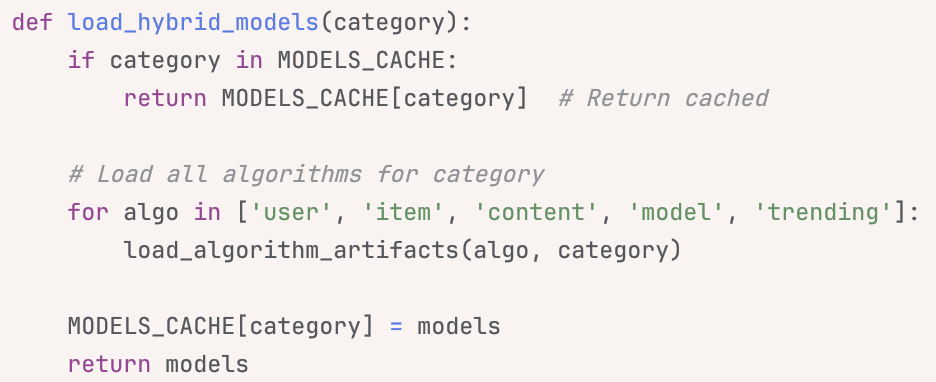 def load_hybrid_models(category):
    if category in MODELS_CACHE:
        return MODELS_CACHE[category]  # Return cached

    # Load all algorithms for category
    for algo in ['user', 'item', 'content', 'model', 'trending']:
        load_algorithm_artifacts(algo, category)

    MODELS_CACHE[category] = models
    return models